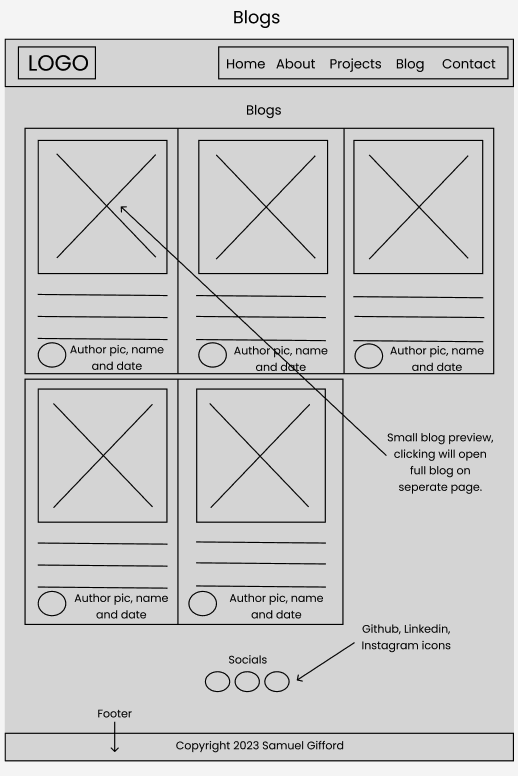 Blogs
LOGO
Home About Projects Blog Contact
Blogs
Author pic, name
and date
Author pic, name
and date
Author pic, name
and date
Small blog preview,
clicking will open
full blog on
seperate page.
Author pic, name
and date
Author pic, name
and date
Github, Linkedin,
Instagram icons
Socials
Footer
Copyright 2023 Samuel Gifford